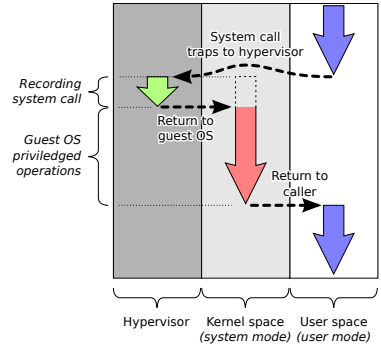 System call
traps to hypervisor
Recording
system call
Return to
guest OS
Guest OS
priviledged
operations
Return to
caller
Hypervisor
Kernel space
(system mode)
User space
(user mode)